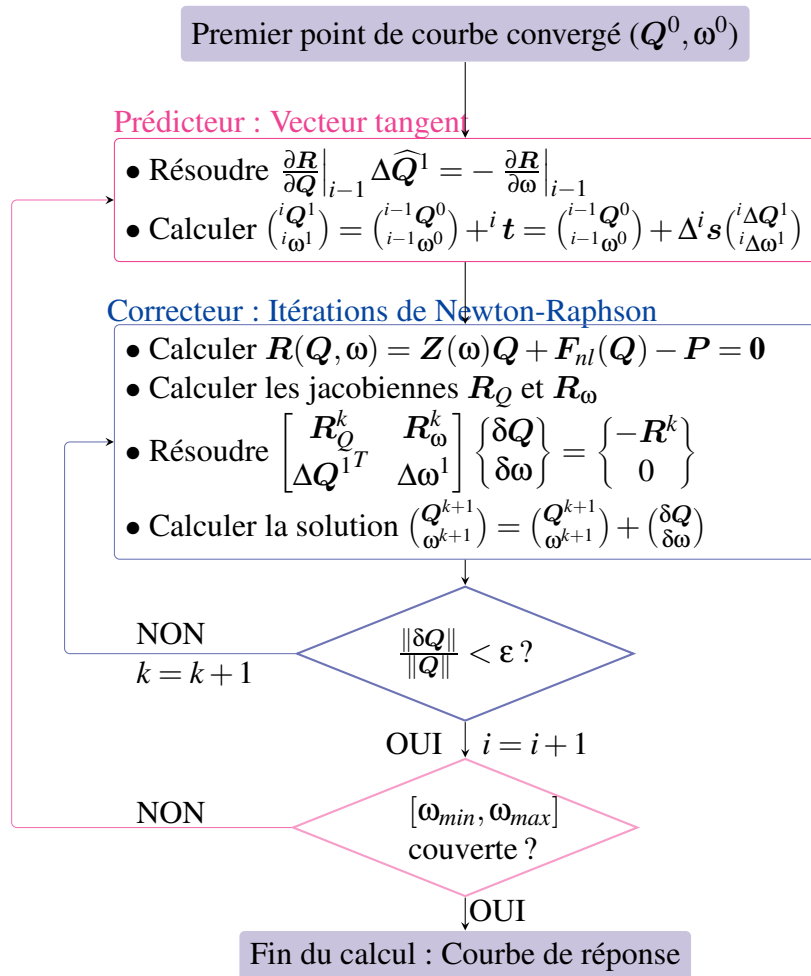 Premier point de courbe convergé (𝑸⁰, ω⁰)
Prédicteur : Vecteur tangent
• Résoudre ∂𝑹/∂𝑸|ᵢ₋₁ Δ𝑸̂¹ = − ∂𝑹/∂ω|ᵢ₋₁
• Calculer (ⁱ𝑸¹ / ⁱω¹) = (ⁱ⁻¹𝑸⁰ / ⁱ⁻¹ω⁰) +ⁱ 𝒕 = (ⁱ⁻¹𝑸⁰ / ⁱ⁻¹ω⁰) + Δⁱ𝒔(ⁱΔ𝑸¹ / ⁱΔω¹)
Correcteur : Itérations de Newton-Raphson
• Calculer 𝑹(𝑸, ω) = 𝒁(ω)𝑸 + 𝑭ₙₗ(𝑸) − 𝑷 = 𝟎
• Calculer les jacobiennes 𝑹_Q et 𝑹_ω
• Résoudre [𝑹_Q^k 𝑹_ω^k ; Δ𝑸^{1^T} Δω¹] {δ𝑸 ; δω} = {−𝑹^k ; 0}
• Calculer la solution (𝑸^{k+1} / ω^{k+1}) = (𝑸^{k+1} / ω^{k+1}) + (δ𝑸 / δω)
NON
k = k + 1
‖δ𝑸‖/‖𝑸‖ < ε ?
OUI i = i + 1
NON
[ω_min, ω_max]
couverte ?
OUI
Fin du calcul : Courbe de réponse